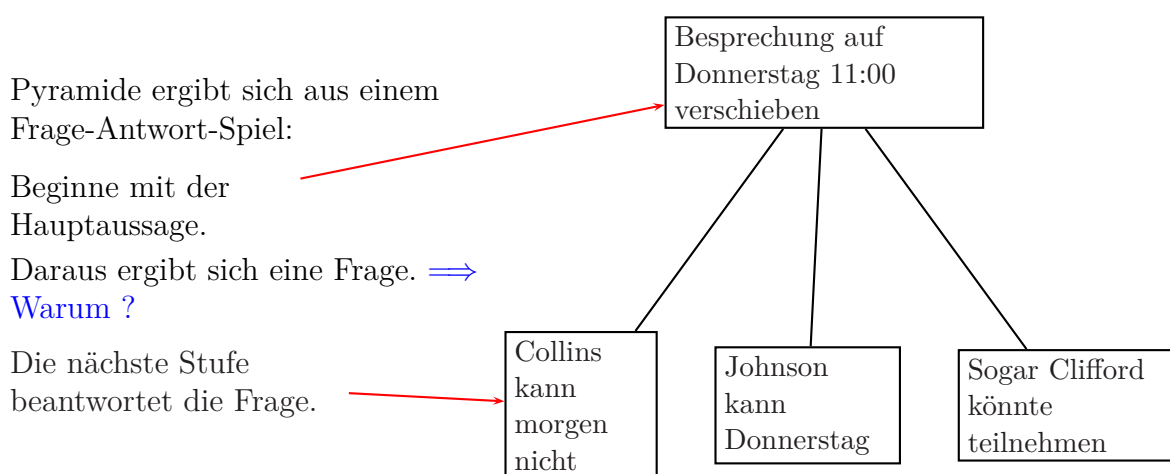 Pyramide ergibt sich aus einem
Frage-Antwort-Spiel:
Beginne mit der
Hauptaussage.
Daraus ergibt sich eine Frage. ⟹
Warum ?
Die nächste Stufe
beantwortet die Frage.
Besprechung auf
Donnerstag 11:00
verschieben
Collins
kann
morgen
nicht
Johnson
kann
Donnerstag
Sogar Clifford
könnte
teilnehmen